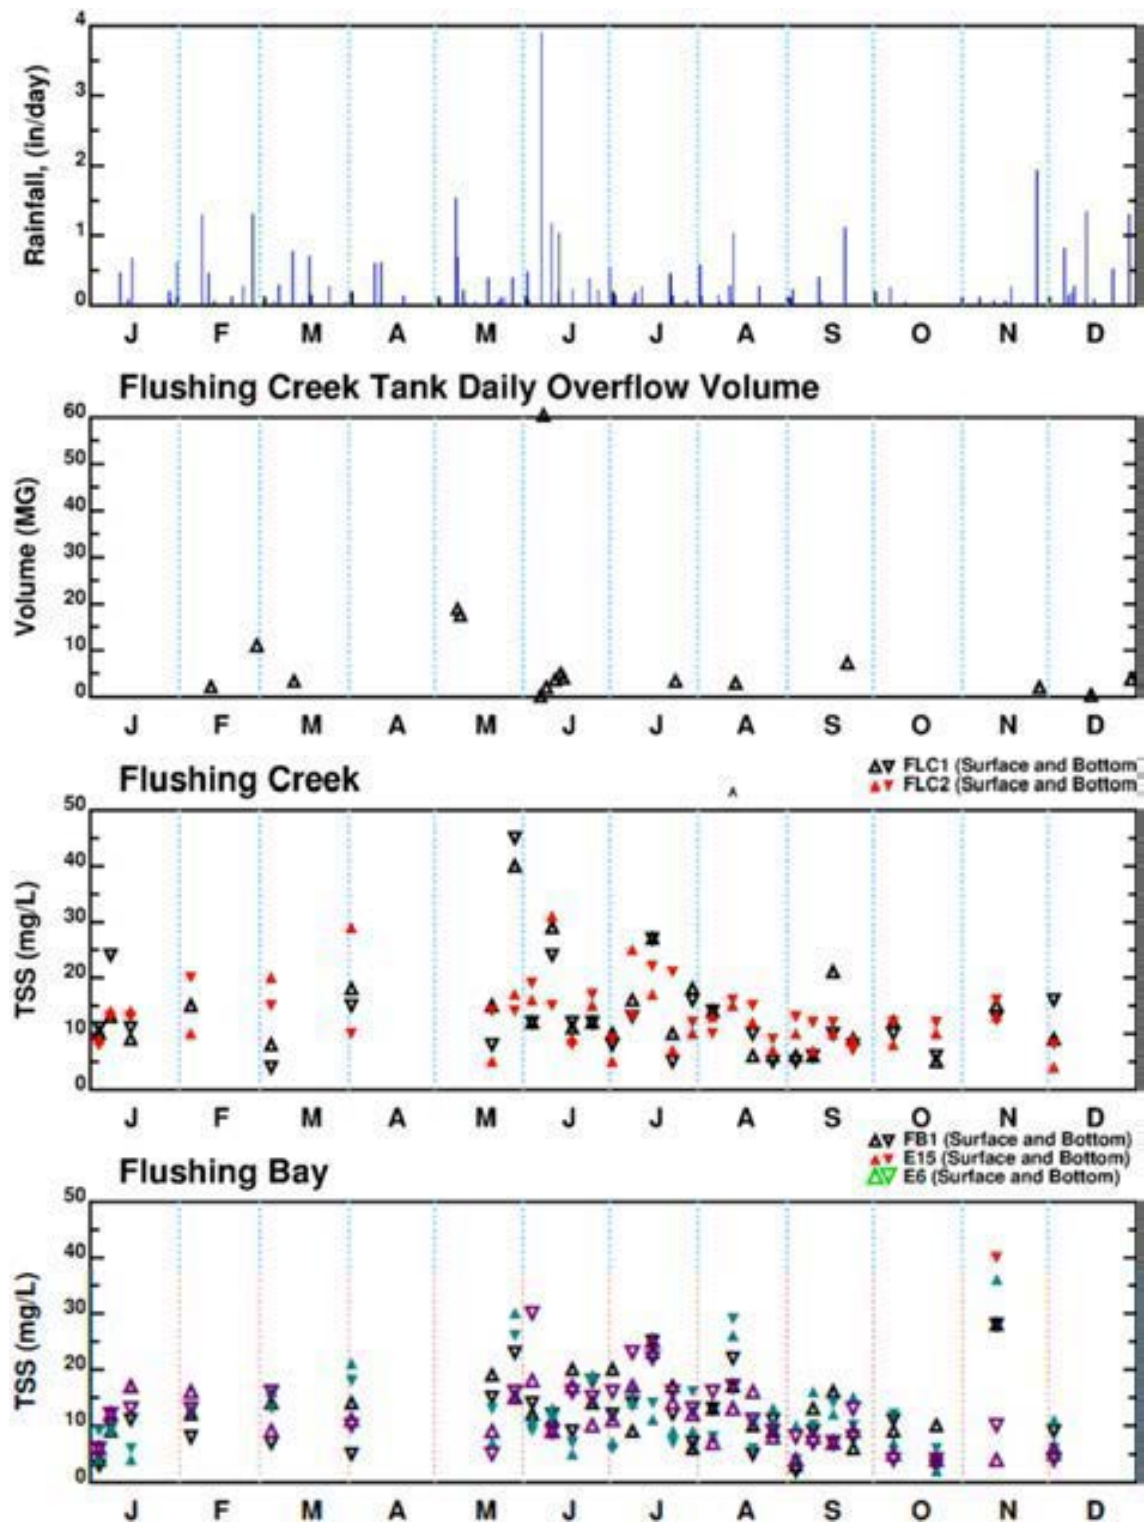 4
3
2
1
0
Rainfall, (in/day)
J F M A M J J A S O N D
Flushing Creek Tank Daily Overflow Volume
60
50
40
30
20
10
0
Volume (MG)
J F M A M J J A S O N D
Flushing Creek
FLC1 (Surface and Bottom
FLC2 (Surface and Bottom
50
40
30
20
10
0
TSS (mg/L)
J F M A M J J A S O N D
Flushing Bay
FB1 (Surface and Bottom)
E15 (Surface and Bottom)
E6 (Surface and Bottom)
50
40
30
20
10
0
TSS (mg/L)
J F M A M J J A S O N D